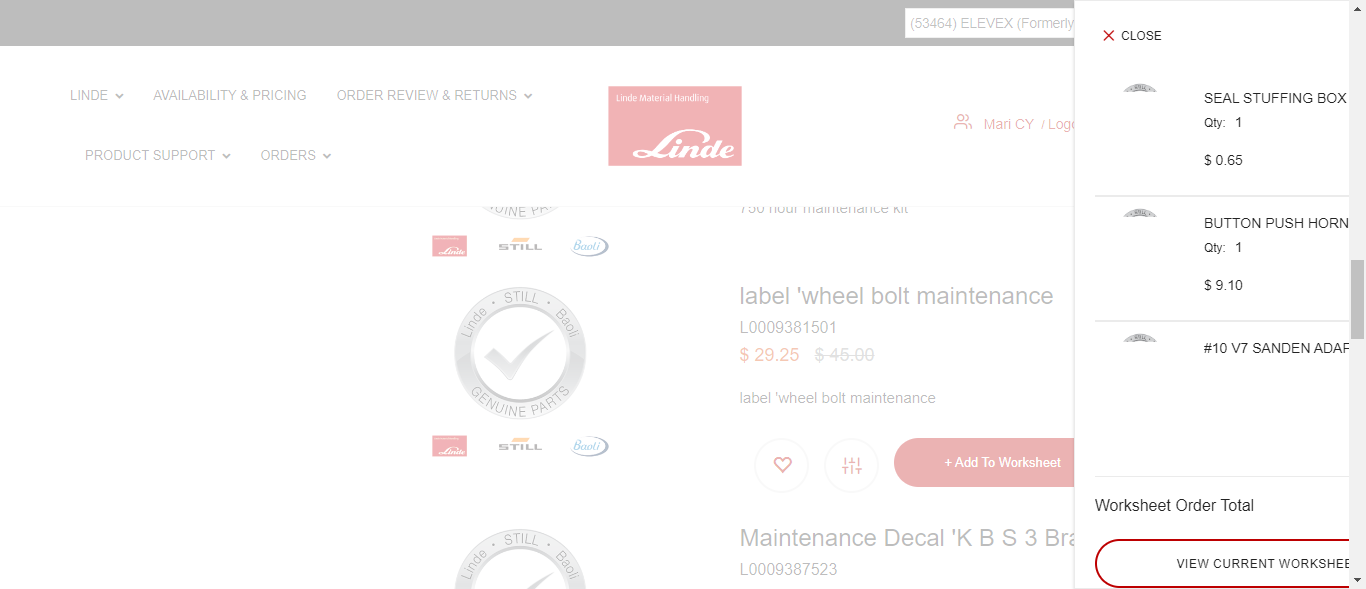 (53464) ELEVEX (Formerly
CLOSE
LINDE
AVAILABILITY & PRICING
ORDER REVIEW & RETURNS
Linde Material Handling
Linde
Mari CY / Logo
PRODUCT SUPPORT
ORDERS
SEAL STUFFING BOX
Qty: 1
$ 0.65
GENUINE PA
750 hour maintenance kit
Linde STILL Baoli
BUTTON PUSH HORN
Qty: 1
$ 9.10
Linde · STILL · Baoli
GENUINE PARTS
label 'wheel bolt maintenance
L0009381501
$ 29.25 $ 45.00
label 'wheel bolt maintenance
#10 V7 SANDEN ADAP
Linde STILL Baoli
+ Add To Worksheet
Worksheet Order Total
VIEW CURRENT WORKSHEE
Linde · STILL · Baoli
Maintenance Decal 'K B S 3 Bra
L0009387523